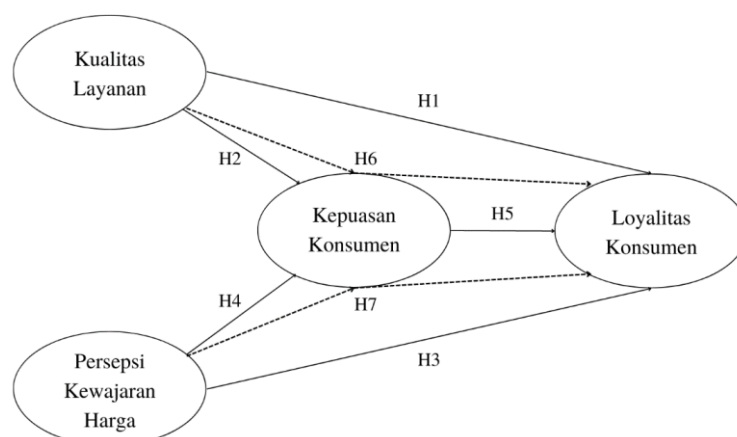 Kualitas
Layanan
H1
H2
H6
Kepuasan
Konsumen
H5
Loyalitas
Konsumen
H4
H7
Persepsi
Kewajaran
Harga
H3